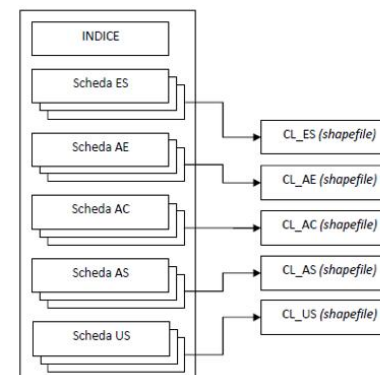 INDICE
Scheda ES
Scheda AE
Scheda AC
Scheda AS
Scheda US
CL_ES (shapefile)
CL_AE (shapefile)
CL_AC (shapefile)
CL_AS (shapefile)
CL_US (shapefile)